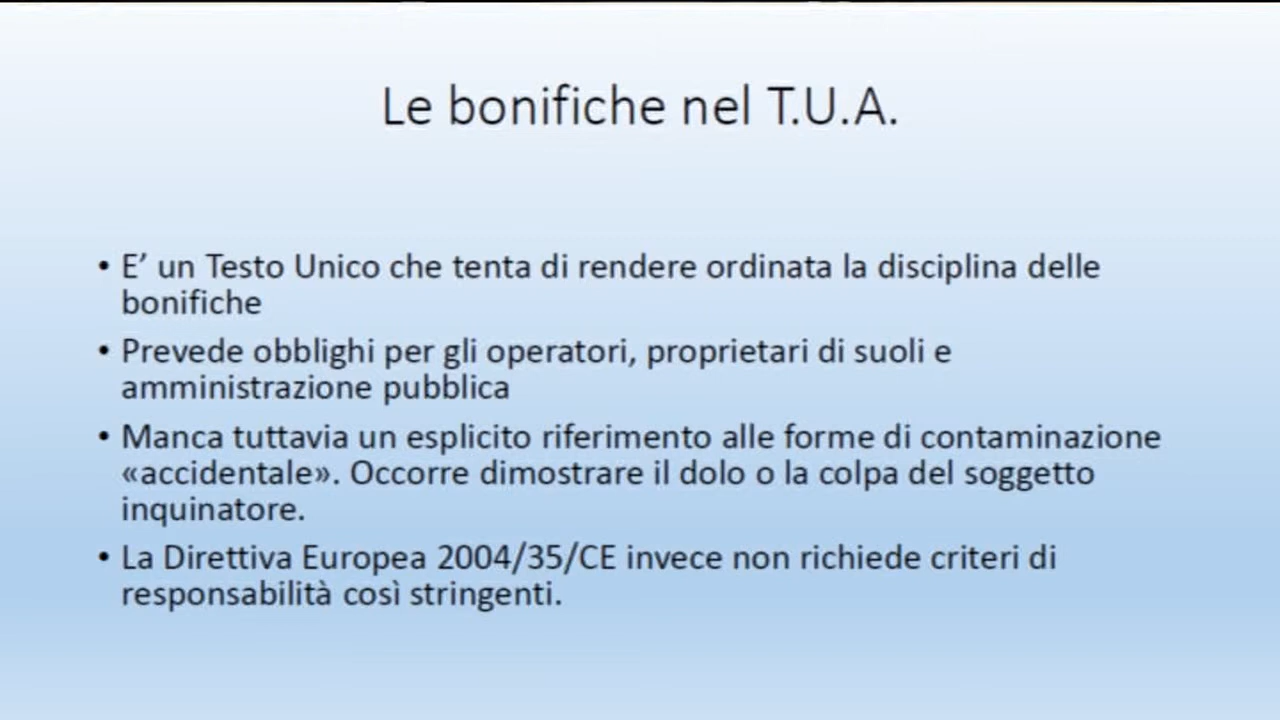 Le bonifiche nel T.U.A.
• E’ un Testo Unico che tenta di rendere ordinata la disciplina delle
bonifiche
• Prevede obblighi per gli operatori, proprietari di suoli e
amministrazione pubblica
• Manca tuttavia un esplicito riferimento alle forme di contaminazione
«accidentale». Occorre dimostrare il dolo o la colpa del soggetto
inquinatore.
• La Direttiva Europea 2004/35/CE invece non richiede criteri di
responsabilità così stringenti.